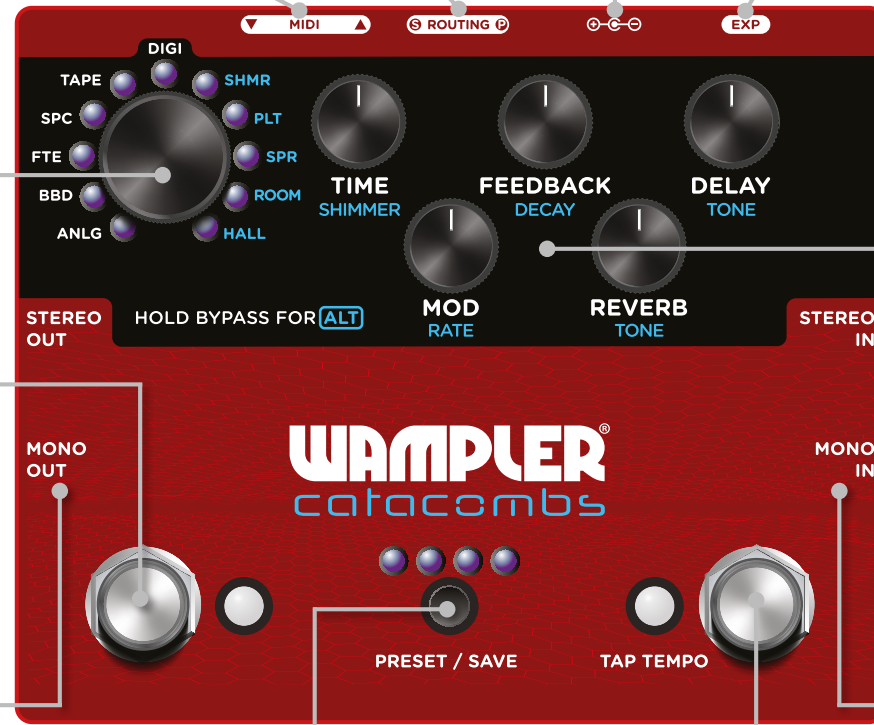 MIDI
S ROUTING P
EXP
DIGI
TAPE
SHMR
SPC
PLT
FTE
SPR
BBD
ROOM
ANLG
HALL
TIME
SHIMMER
FEEDBACK
DECAY
DELAY
TONE
MOD
RATE
REVERB
TONE
HOLD BYPASS FOR ALT
STEREO
OUT
STEREO
IN
MONO
OUT
MONO
IN
WAMPLER®
catacombs
PRESET / SAVE
TAP TEMPO